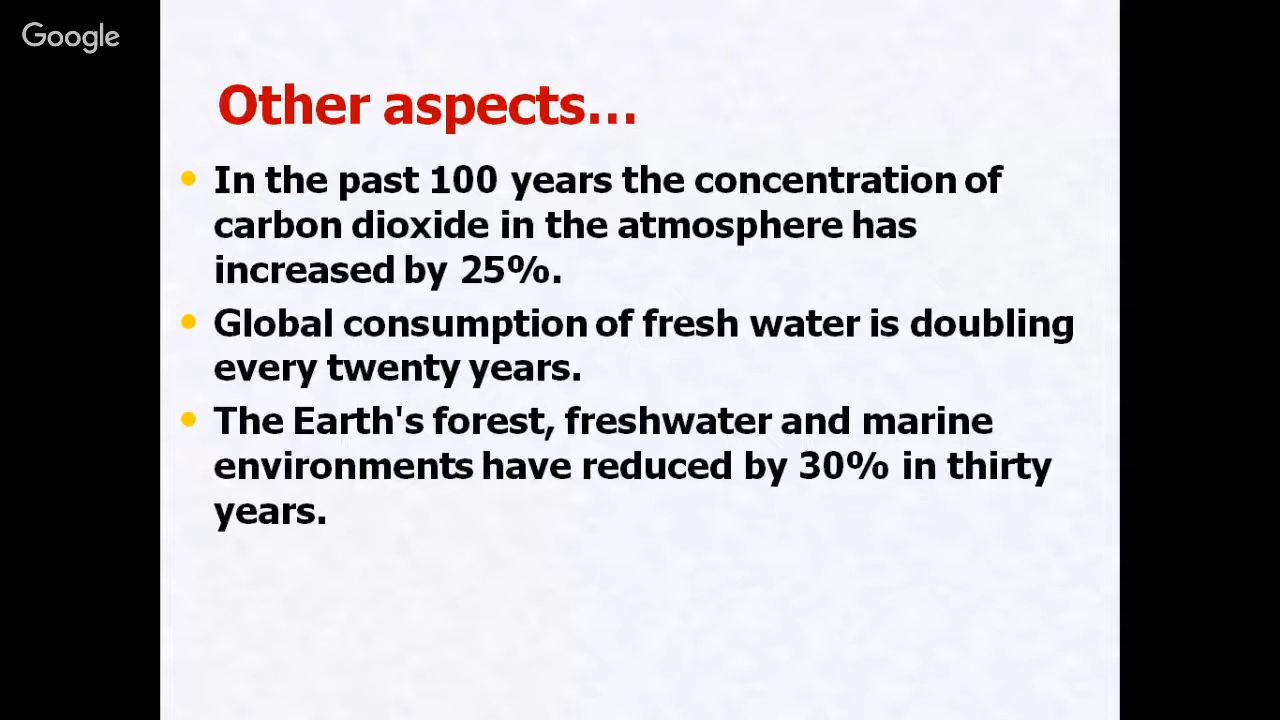 Google
Other aspects...
In the past 100 years the concentration of
carbon dioxide in the atmosphere has
increased by 25%.
Global consumption of fresh water is doubling
every twenty years.
The Earth's forest, freshwater and marine
environments have reduced by 30% in thirty
years.